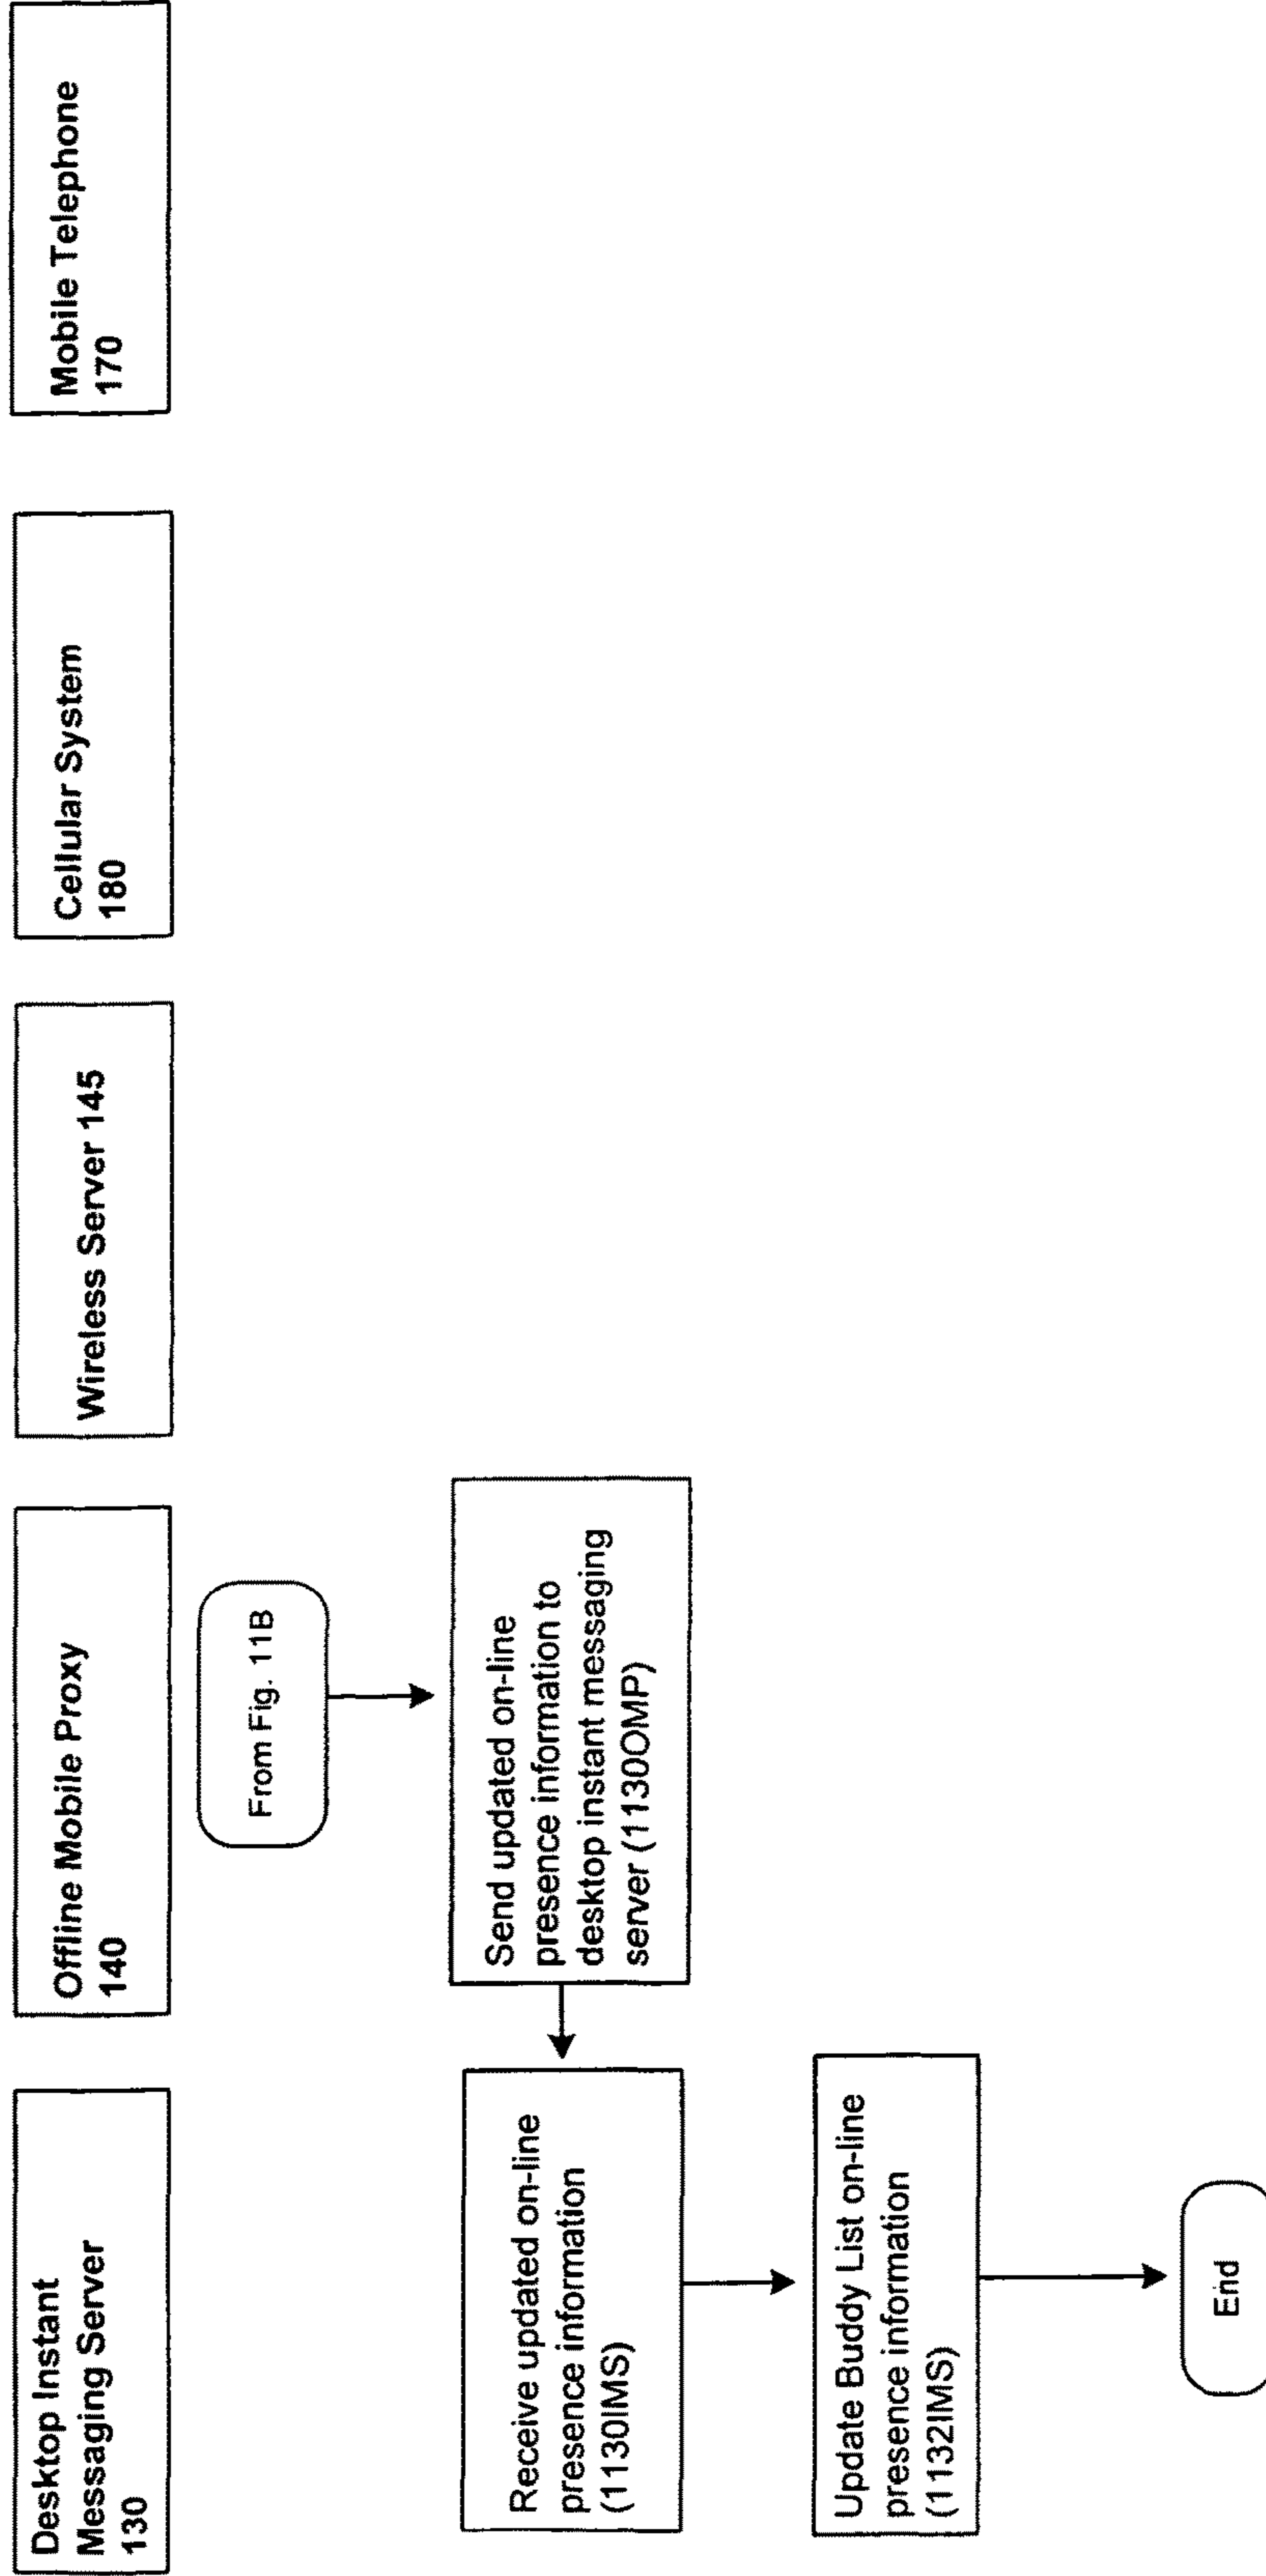 Desktop Instant
Messaging Server
130
Offline Mobile Proxy
140
Wireless Server 145
Cellular System
180
Mobile Telephone
170
From Fig. 11B
Send updated on-line
presence information to
desktop instant messaging
server (1130OMP)
Receive updated on-line
presence information
(1130IMS)
Update Buddy List on-line
presence information
(1132IMS)
End